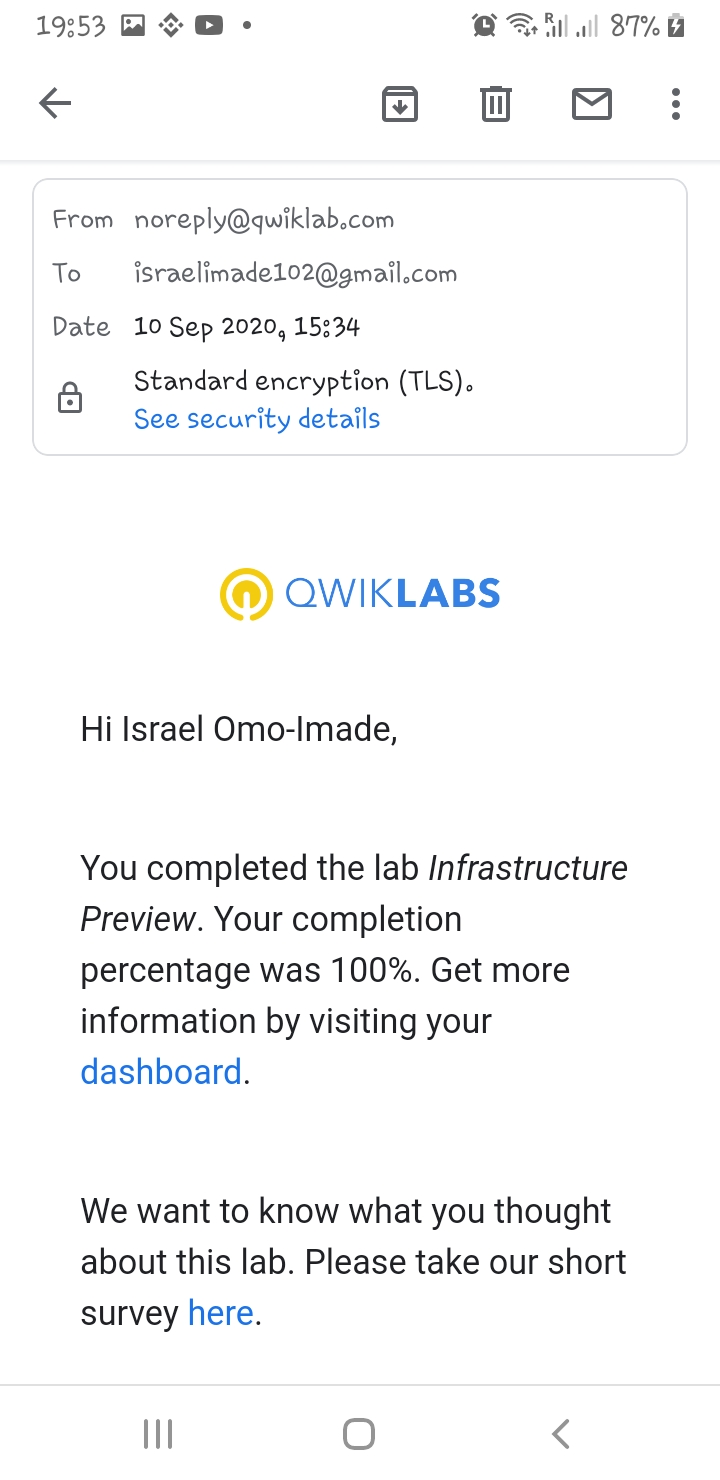 19:53
87%
From noreply@qwiklab.com
To israelimade102@gmail.com
Date 10 Sep 2020, 15:34
Standard encryption (TLS).
See security details
QWIKLABS
Hi Israel Omo-Imade,
You completed the lab Infrastructure
Preview. Your completion
percentage was 100%. Get more
information by visiting your
dashboard.
We want to know what you thought
about this lab. Please take our short
survey here.